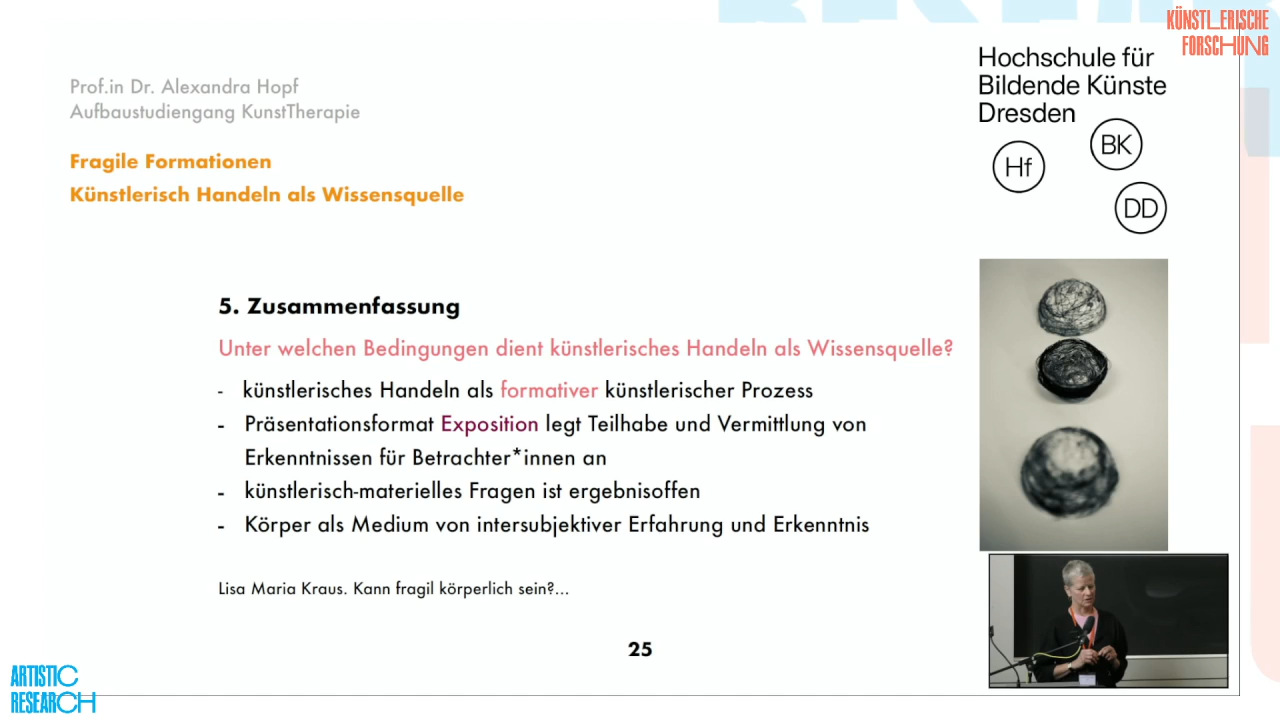 KÜNSTLERISCHE
FORSCHUNG
Hochschule für
Bildende Künste
Dresden
Hf
BK
DD
Prof.in Dr. Alexandra Hopf
Aufbaustudiengang KunstTherapie
Fragile Formationen
Künstlerisch Handeln als Wissensquelle
5. Zusammenfassung
Unter welchen Bedingungen dient künstlerisches Handeln als Wissensquelle?
- künstlerisches Handeln als formativer künstlerischer Prozess
- Präsentationsformat Exposition legt Teilhabe und Vermittlung von
Erkenntnissen für Betrachter*innen an
- künstlerisch-materielles Fragen ist ergebnisoffen
- Körper als Medium von intersubjektiver Erfahrung und Erkenntnis
Lisa Maria Kraus. Kann fragil körperlich sein?...
25
ARTISTIC
RESEARCH